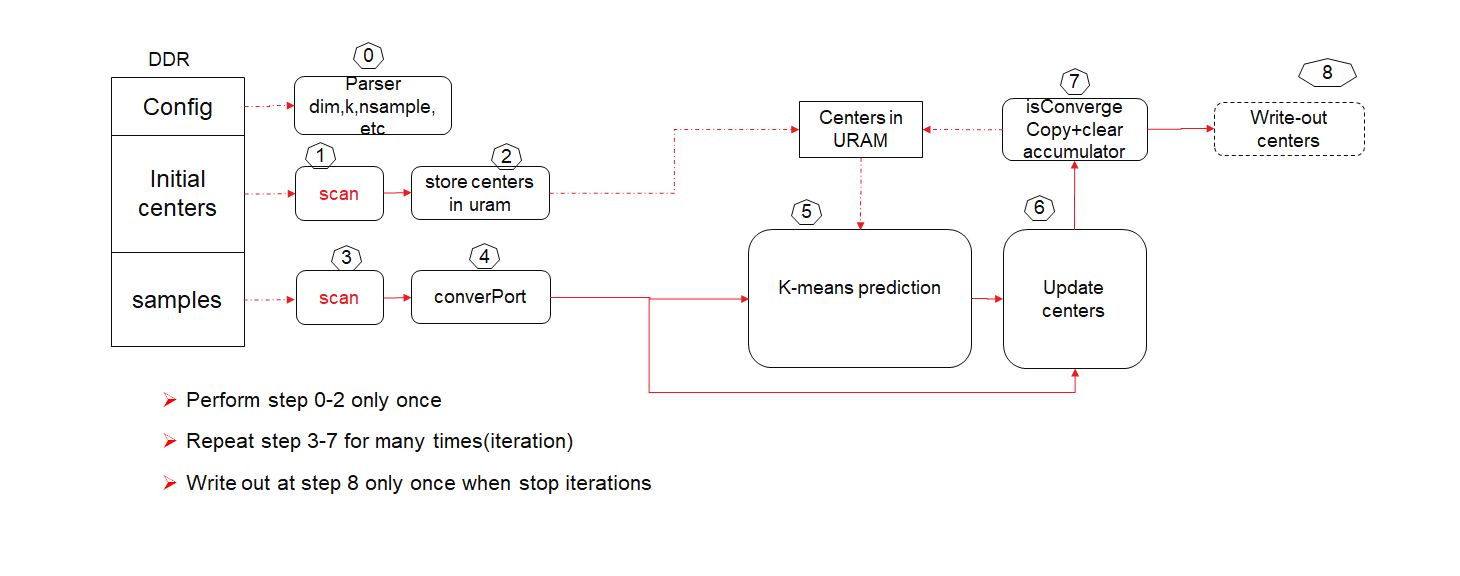 DDR
0
7
8
Config
Parser
dim,k,nsample,
etc
isConverge
Copy+clear
accumulator
Write-out
centers
Centers in
URAM
1
2
Initial
centers
scan
store centers
in uram
5
6
3
4
samples
scan
converPort
K-means prediction
Update
centers
Perform step 0-2 only once
Repeat step 3-7 for many times(iteration)
Write out at step 8 only once when stop iterations